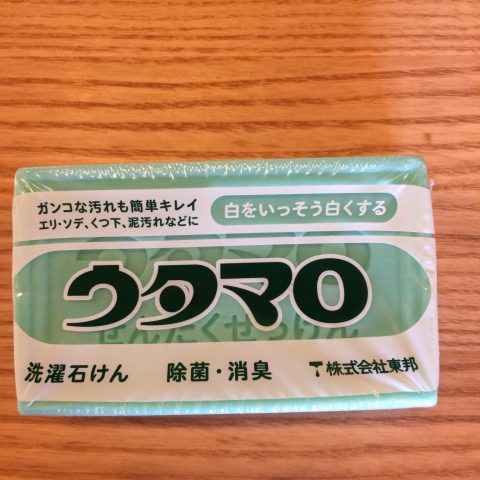 ガンコな汚れも簡単キレイ
エリ・ソデ、くつ下、泥汚れなどに
白をいっそう白くする
ウタマロ
せんたくせっけん
洗濯石けん
除菌・消臭
株式会社東邦